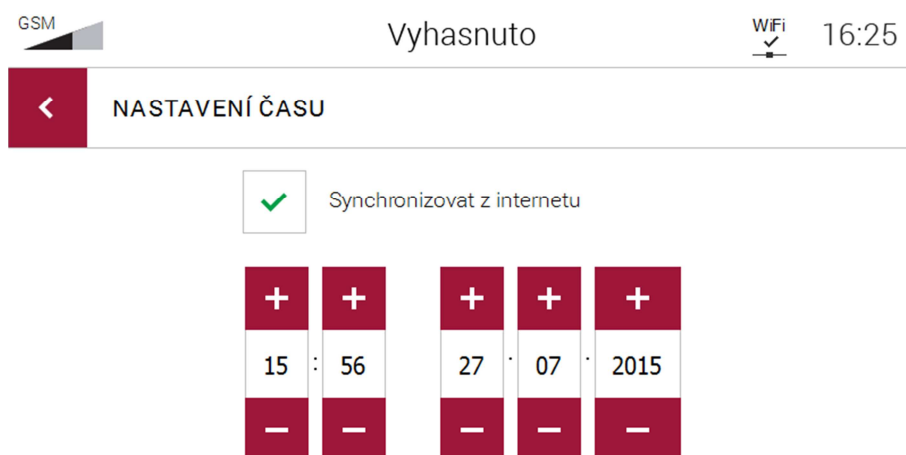 GSM Vyhasnuto WiFi 16:25
NASTAVENÍ ČASU
Synchronizovat z internetu
+ + + + +
15 : 56 27 . 07 . 2015
− − − − −